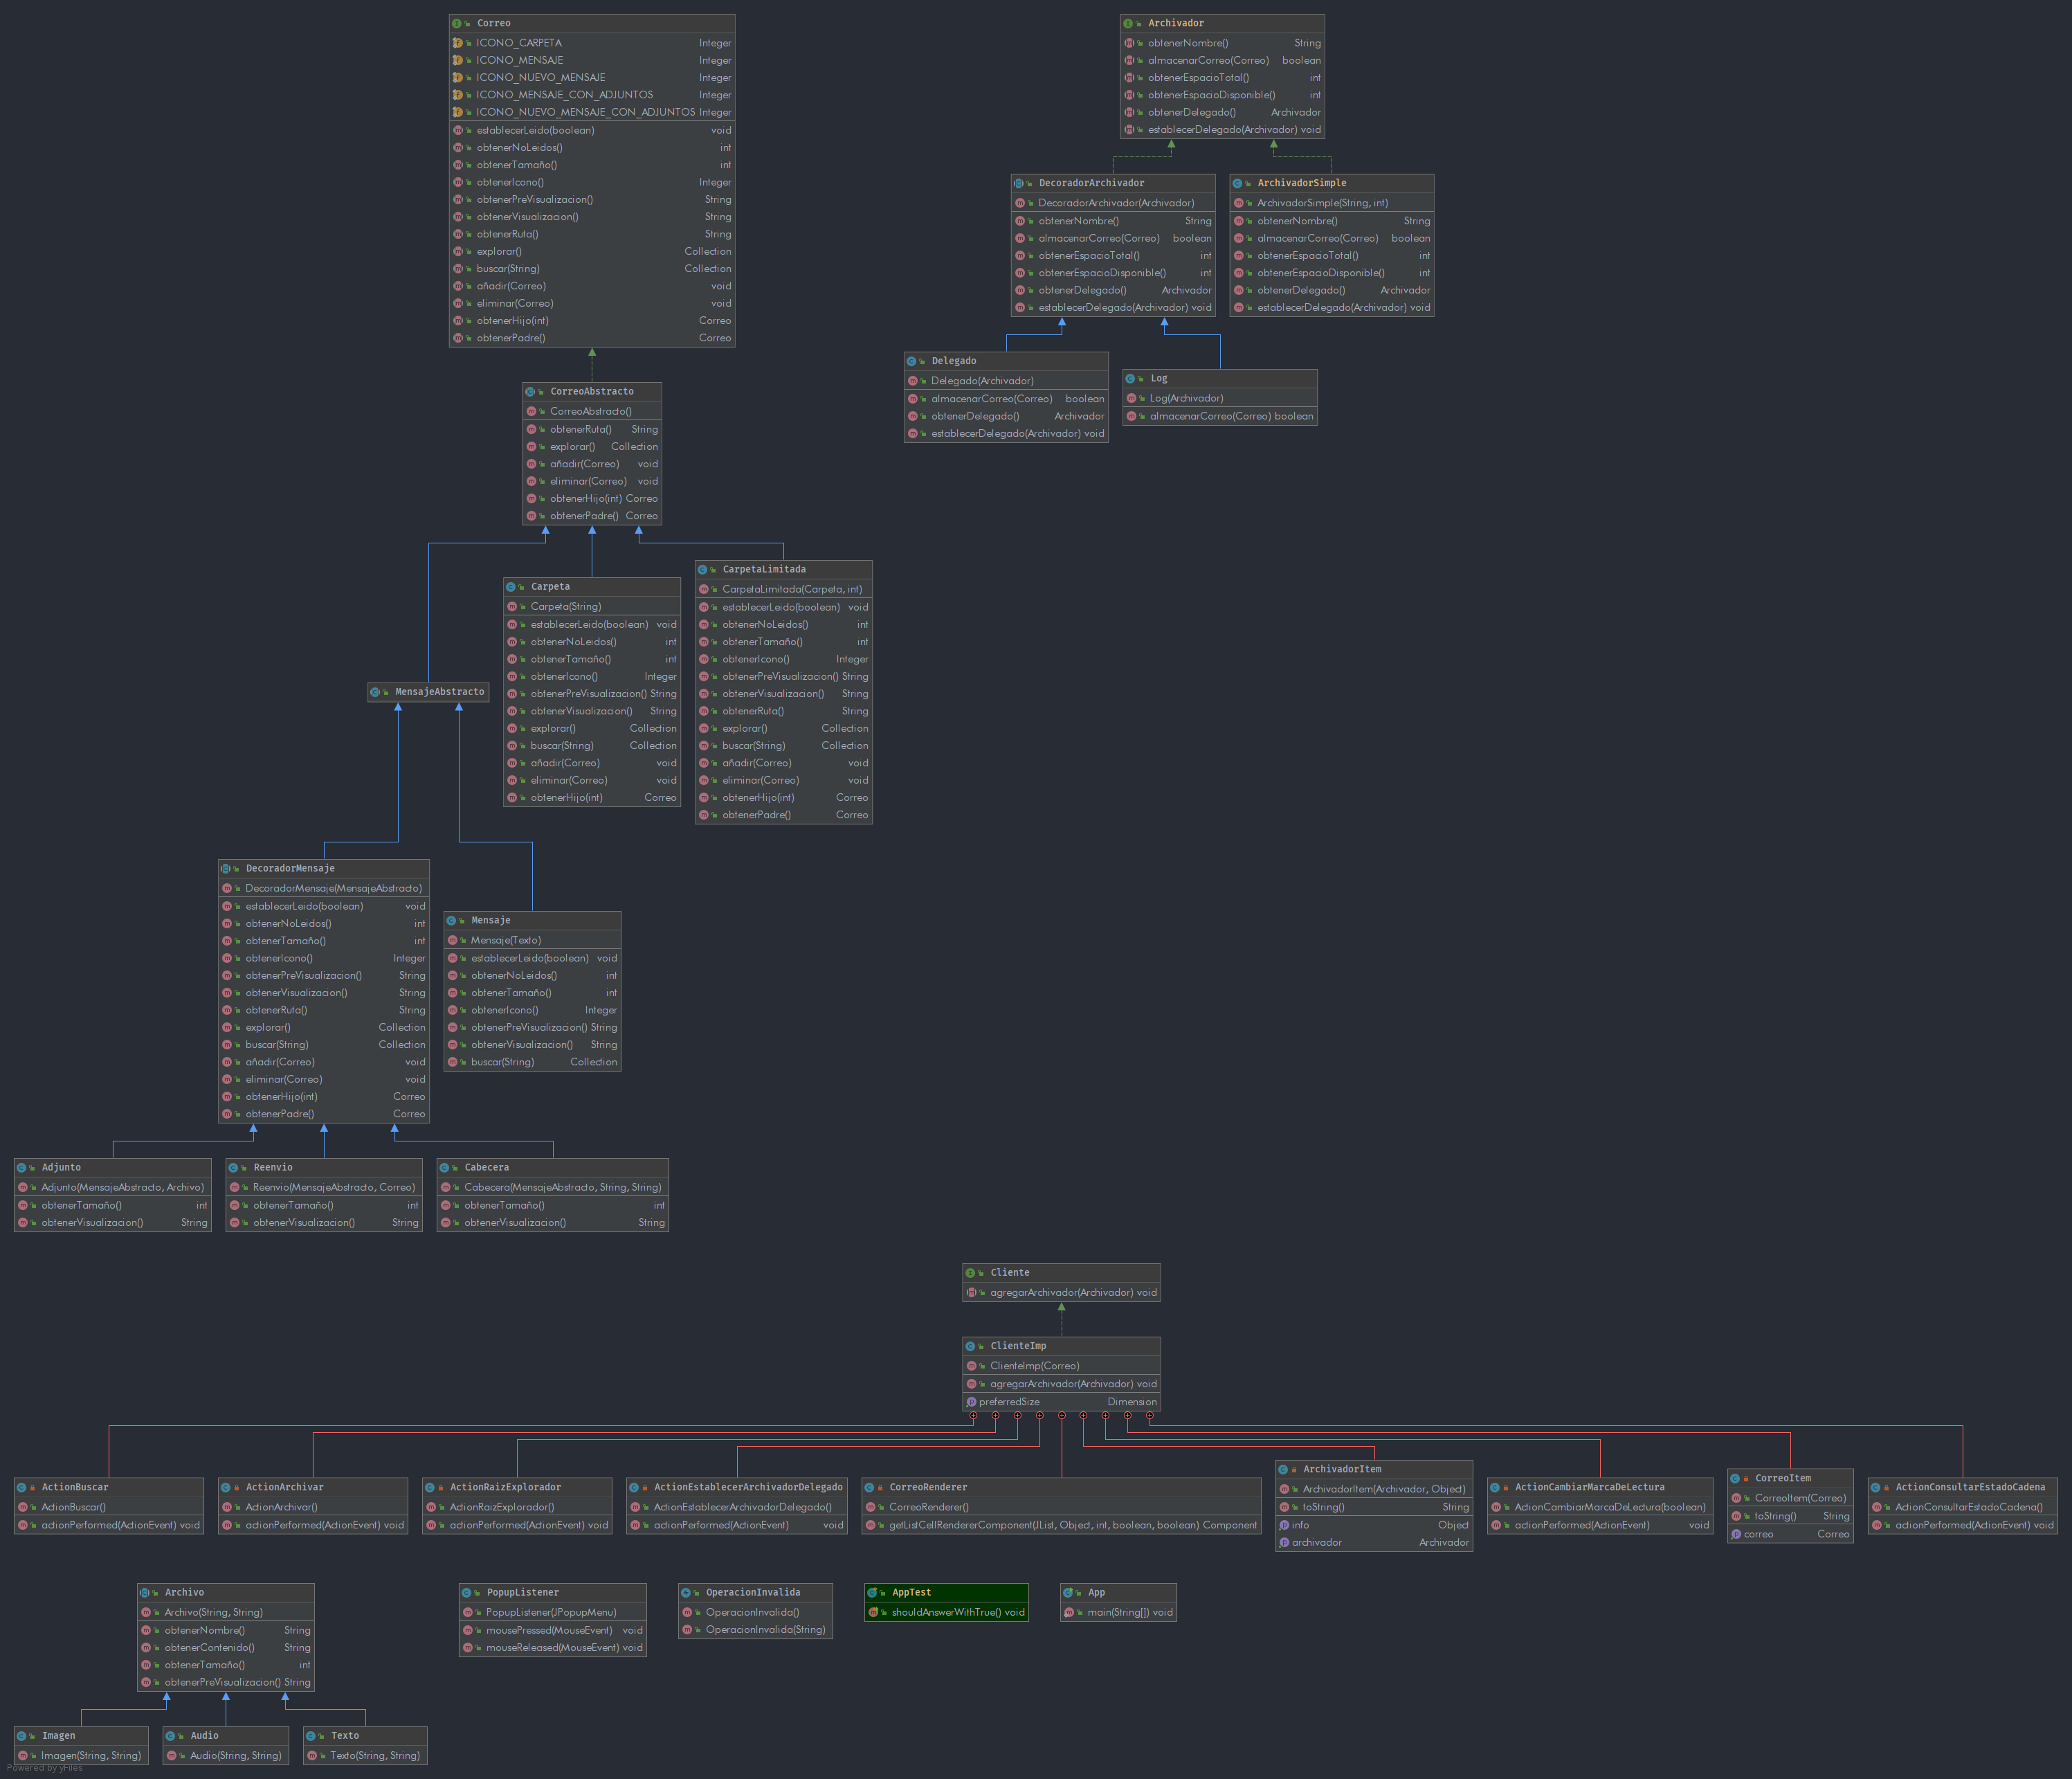 Correo
ICONO_CARPETA Integer
ICONO_MENSAJE Integer
ICONO_NUEVO_MENSAJE Integer
ICONO_MENSAJE_CON_ADJUNTOS Integer
ICONO_NUEVO_MENSAJE_CON_ADJUNTOS Integer
establecerLeido(boolean) void
obtenerNoLeidos() int
obtenerTamaño() int
obtenerIcono() Integer
obtenerPreVisualizacion() String
obtenerVisualizacion() String
obtenerRuta() String
explorar() Collection
buscar(String) Collection
añadir(Correo) void
eliminar(Correo) void
obtenerHijo(int) Correo
obtenerPadre() Correo
Archivador
obtenerNombre() String
almacenarCorreo(Correo) boolean
obtenerEspacioTotal() int
obtenerEspacioDisponible() int
obtenerDelegado() Archivador
establecerDelegado(Archivador) void
DecoradorArchivador
DecoradorArchivador(Archivador)
obtenerNombre() String
almacenarCorreo(Correo) boolean
obtenerEspacioTotal() int
obtenerEspacioDisponible() int
obtenerDelegado() Archivador
establecerDelegado(Archivador) void
ArchivadorSimple
ArchivadorSimple(String, int)
obtenerNombre() String
almacenarCorreo(Correo) boolean
obtenerEspacioTotal() int
obtenerEspacioDisponible() int
obtenerDelegado() Archivador
establecerDelegado(Archivador) void
Delegado
Delegado(Archivador)
almacenarCorreo(Correo) boolean
obtenerDelegado() Archivador
establecerDelegado(Archivador) void
Log
Log(Archivador)
almacenarCorreo(Correo) boolean
CorreoAbstracto
CorreoAbstracto()
obtenerRuta() String
explorar() Collection
añadir(Correo) void
eliminar(Correo) void
obtenerHijo(int) Correo
obtenerPadre() Correo
MensajeAbstracto
Carpeta
Carpeta(String)
establecerLeido(boolean) void
obtenerNoLeidos() int
obtenerTamaño() int
obtenerIcono() Integer
obtenerPreVisualizacion() String
obtenerVisualizacion() String
explorar() Collection
buscar(String) Collection
añadir(Correo) void
eliminar(Correo) void
obtenerHijo(int) Correo
CarpetaLimitada
CarpetaLimitada(Carpeta, int)
establecerLeido(boolean) void
obtenerNoLeidos() int
obtenerTamaño() int
obtenerIcono() Integer
obtenerPreVisualizacion() String
obtenerVisualizacion() String
obtenerRuta() String
explorar() Collection
buscar(String) Collection
añadir(Correo) void
eliminar(Correo) void
obtenerHijo(int) Correo
obtenerPadre() Correo
DecoradorMensaje
DecoradorMensaje(MensajeAbstracto)
establecerLeido(boolean) void
obtenerNoLeidos() int
obtenerTamaño() int
obtenerIcono() Integer
obtenerPreVisualizacion() String
obtenerVisualizacion() String
obtenerRuta() String
explorar() Collection
buscar(String) Collection
añadir(Correo) void
eliminar(Correo) void
obtenerHijo(int) Correo
obtenerPadre() Correo
Mensaje
Mensaje(Texto)
establecerLeido(boolean) void
obtenerNoLeidos() int
obtenerTamaño() int
obtenerIcono() Integer
obtenerPreVisualizacion() String
obtenerVisualizacion() String
buscar(String) Collection
Adjunto
Adjunto(MensajeAbstracto, Archivo)
obtenerTamaño() int
obtenerVisualizacion() String
Reenvio
Reenvio(MensajeAbstracto, Correo)
obtenerTamaño() int
obtenerVisualizacion() String
Cabecera
Cabecera(MensajeAbstracto, String, String)
obtenerTamaño() int
obtenerVisualizacion() String
Cliente
agregarArchivador(Archivador) void
ClienteImp
ClienteImp(Correo)
agregarArchivador(Archivador) void
preferredSize Dimension
ActionBuscar
ActionBuscar()
actionPerformed(ActionEvent) void
ActionArchivar
ActionArchivar()
actionPerformed(ActionEvent) void
ActionRaizExplorador
ActionRaizExplorador()
actionPerformed(ActionEvent) void
ActionEstablecerArchivadorDelegado
ActionEstablecerArchivadorDelegado()
actionPerformed(ActionEvent) void
CorreoRenderer
CorreoRenderer()
getListCellRendererComponent(JList, Object, int, boolean, boolean) Component
ArchivadorItem
ArchivadorItem(Archivador, Object)
toString() String
info Object
archivador Archivador
ActionCambiarMarcaDeLectura
ActionCambiarMarcaDeLectura(boolean)
actionPerformed(ActionEvent) void
CorreoItem
CorreoItem(Correo)
toString() String
correo Correo
ActionConsultarEstadoCadena
ActionConsultarEstadoCadena()
actionPerformed(ActionEvent) void
Archivo
Archivo(String, String)
obtenerNombre() String
obtenerContenido() String
obtenerTamaño() int
obtenerPreVisualizacion() String
PopupListener
PopupListener(JPopupMenu)
mousePressed(MouseEvent) void
mouseReleased(MouseEvent) void
OperacionInvalida
OperacionInvalida()
OperacionInvalida(String)
AppTest
shouldAnswerWithTrue() void
App
main(String[]) void
Imagen
Imagen(String, String)
Audio
Audio(String, String)
Texto
Texto(String, String)
Powered by yFiles